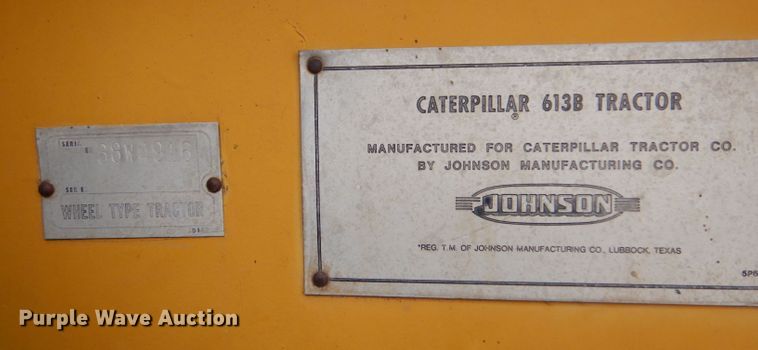 SERIAL
WHEEL TYPE TRACTOR
CATERPILLAR 613B TRACTOR
®
MANUFACTURED FOR CATERPILLAR TRACTOR CO.
BY JOHNSON MANUFACTURING CO.
JOHNSON
*REG. T.M. OF JOHNSON MANUFACTURING CO., LUBBOCK, TEXAS
Purple Wave Auction